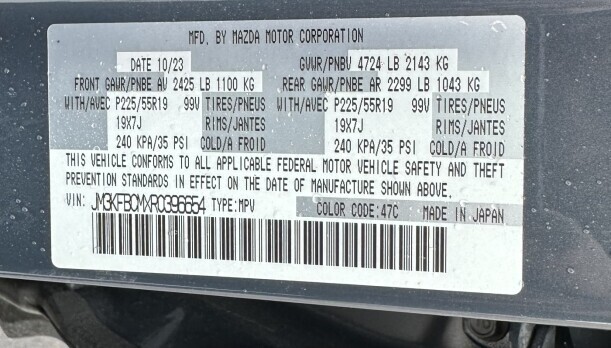 MFD. BY MAZDA MOTOR CORPORATION
DATE 10/23 GVWR/PNBV 4724 LB 2143 KG
FRONT GAWR/PNBE AV 2425 LB 1100 KG REAR GAWR/PNBE AR 2299 LB 1043 KG
WITH/AVEC P225/55R19 99V TIRES/PNEUS WITH/AVEC P225/55R19 99V TIRES/PNEUS
19X7J RIMS/JANTES 19X7J RIMS/JANTES
240 KPA/35 PSI COLD/A FROID 240 KPA/35 PSI COLD/A FROID
THIS VEHICLE CONFORMS TO ALL APPLICABLE FEDERAL MOTOR VEHICLE SAFETY AND THEFT
PREVENTION STANDARDS IN EFFECT ON THE DATE OF MANUFACTURE SHOWN ABOVE.
VIN: JM3KFBCMXR0396654 TYPE:MPV COLOR CODE:47C MADE IN JAPAN